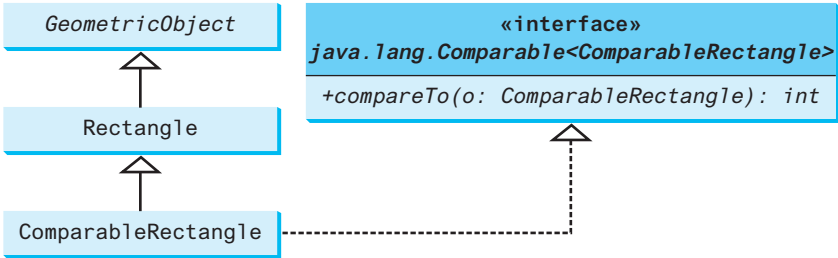 GeometricObject
Rectangle
ComparableRectangle
«interface»
java.lang.Comparable<ComparableRectangle>
+compareTo(o: ComparableRectangle): int